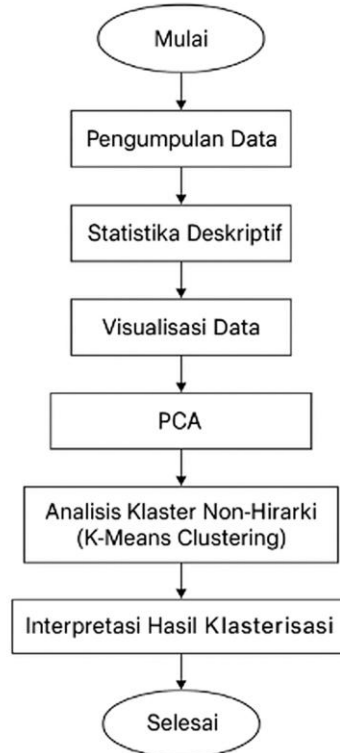 Mulai
Pengumpulan Data
Statistika Deskriptif
Visualisasi Data
PCA
Analisis Klaster Non-Hirarki
(K-Means Clustering)
Interpretasi Hasil Klasterisasi
Selesai